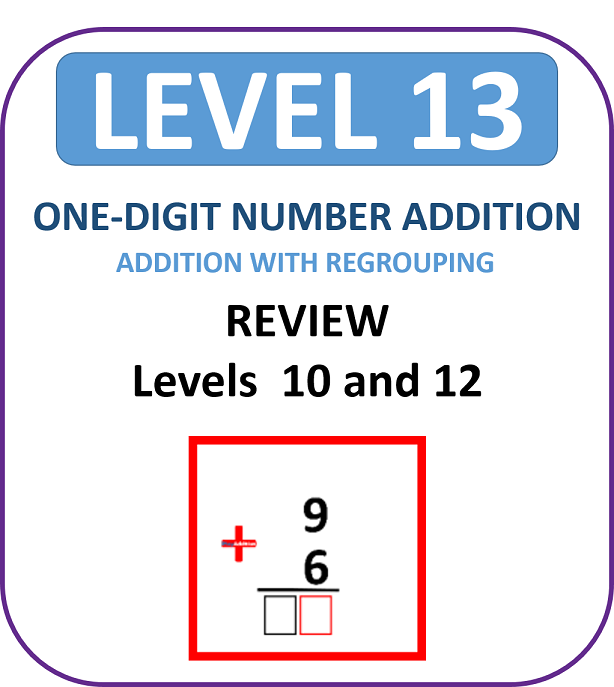 LEVEL 13
ONE-DIGIT NUMBER ADDITION
ADDITION WITH REGROUPING
REVIEW
Levels 10 and 12
9
+
6